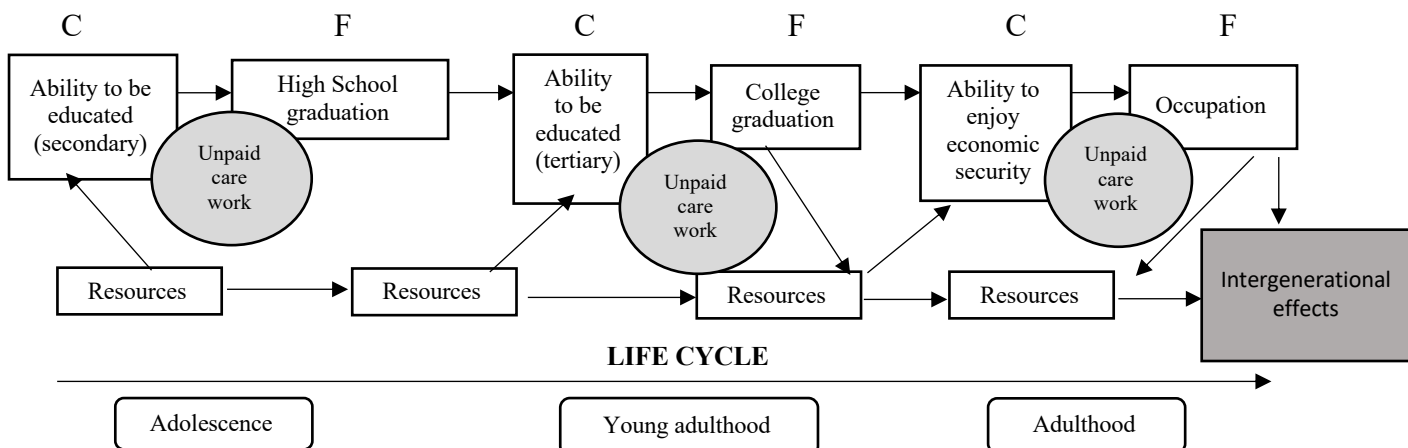 C
F
C
F
C
F
Ability to be
educated
(secondary)
High School
graduation
Ability
to be
educated
(tertiary)
College
graduation
Ability to
enjoy
economic
security
Occupation
Unpaid
care
work
Unpaid
care
work
Unpaid
care
work
Resources
Resources
Resources
Resources
Intergenerational
effects
LIFE CYCLE
Adolescence
Young adulthood
Adulthood